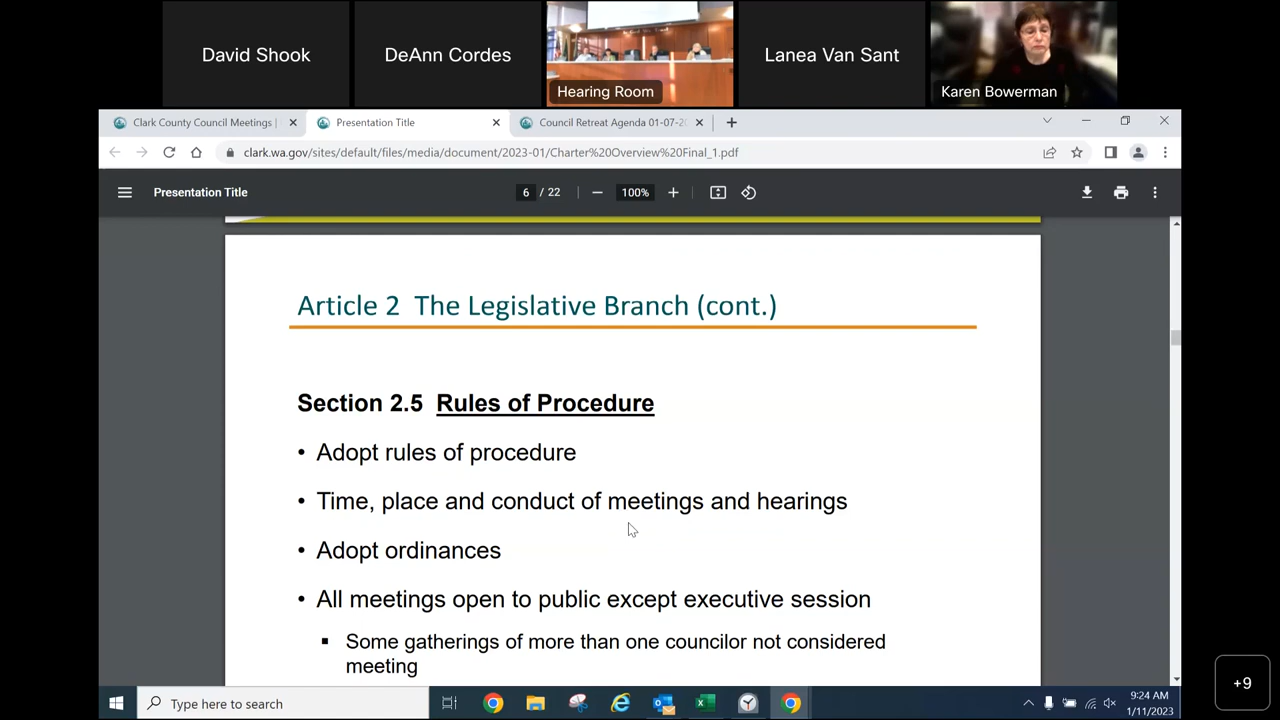 David Shook
DeAnn Cordes
Hearing Room
Lanea Van Sant
Karen Bowerman
Clark County Council Meetings |
Presentation Title
Council Retreat Agenda 01-07-20
clark.wa.gov/sites/default/files/media/document/2023-01/Charter%20Overview%20Final_1.pdf
Presentation Title
6 / 22
100%
Article 2 The Legislative Branch (cont.)
Section 2.5 Rules of Procedure
• Adopt rules of procedure
• Time, place and conduct of meetings and hearings
• Adopt ordinances
• All meetings open to public except executive session
▪ Some gatherings of more than one councilor not considered
meeting
Type here to search
9:24 AM
1/11/2023
+9